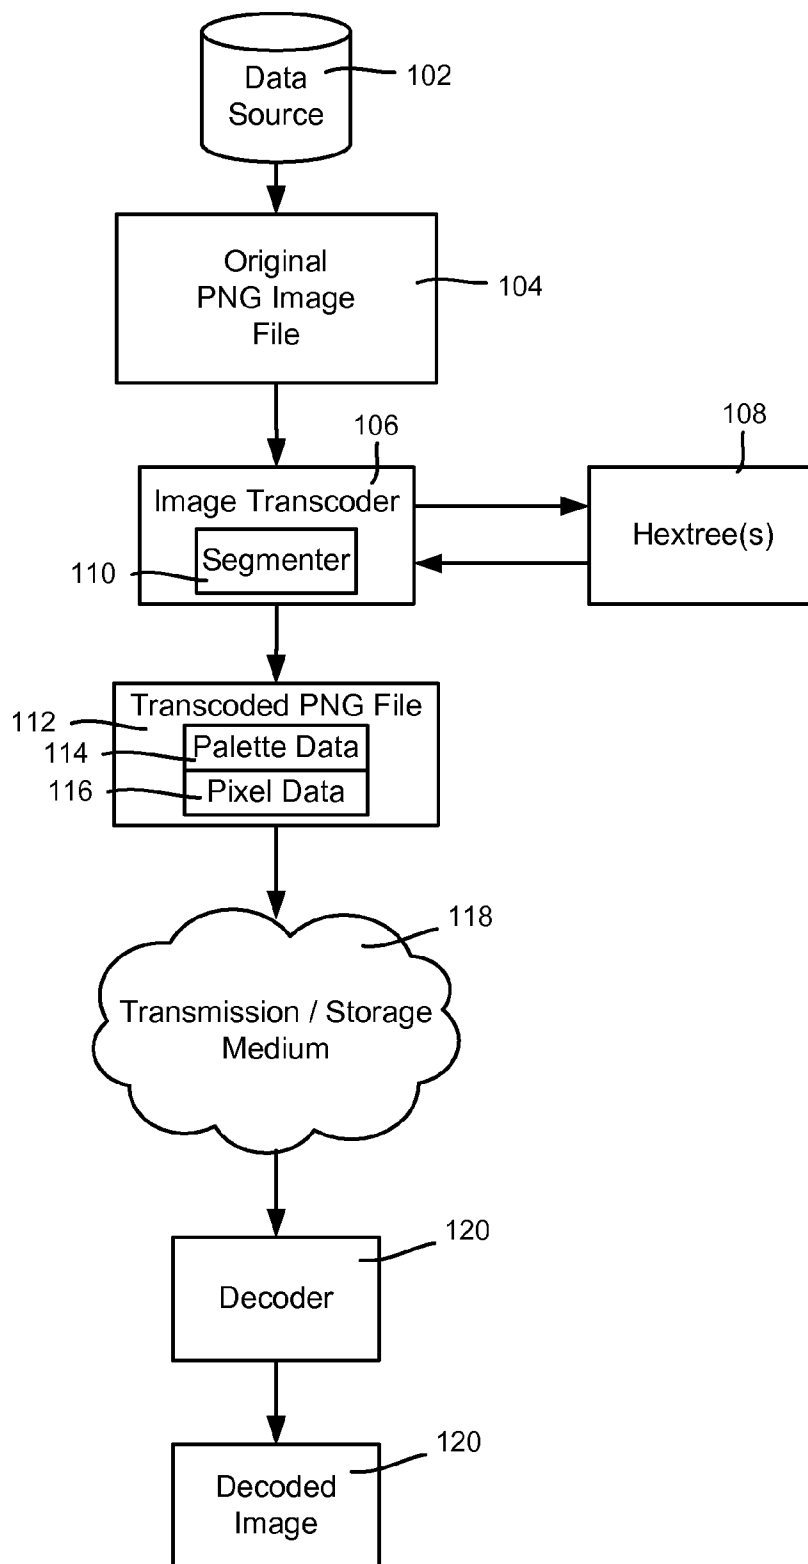 Data
Source
102
Original
PNG Image
File
104
106
108
Image Transcoder
Hextree(s)
Segmenter
110
Transcoded PNG File
112
Palette Data
114
Pixel Data
116
118
Transmission / Storage
Medium
120
Decoder
120
Decoded
Image